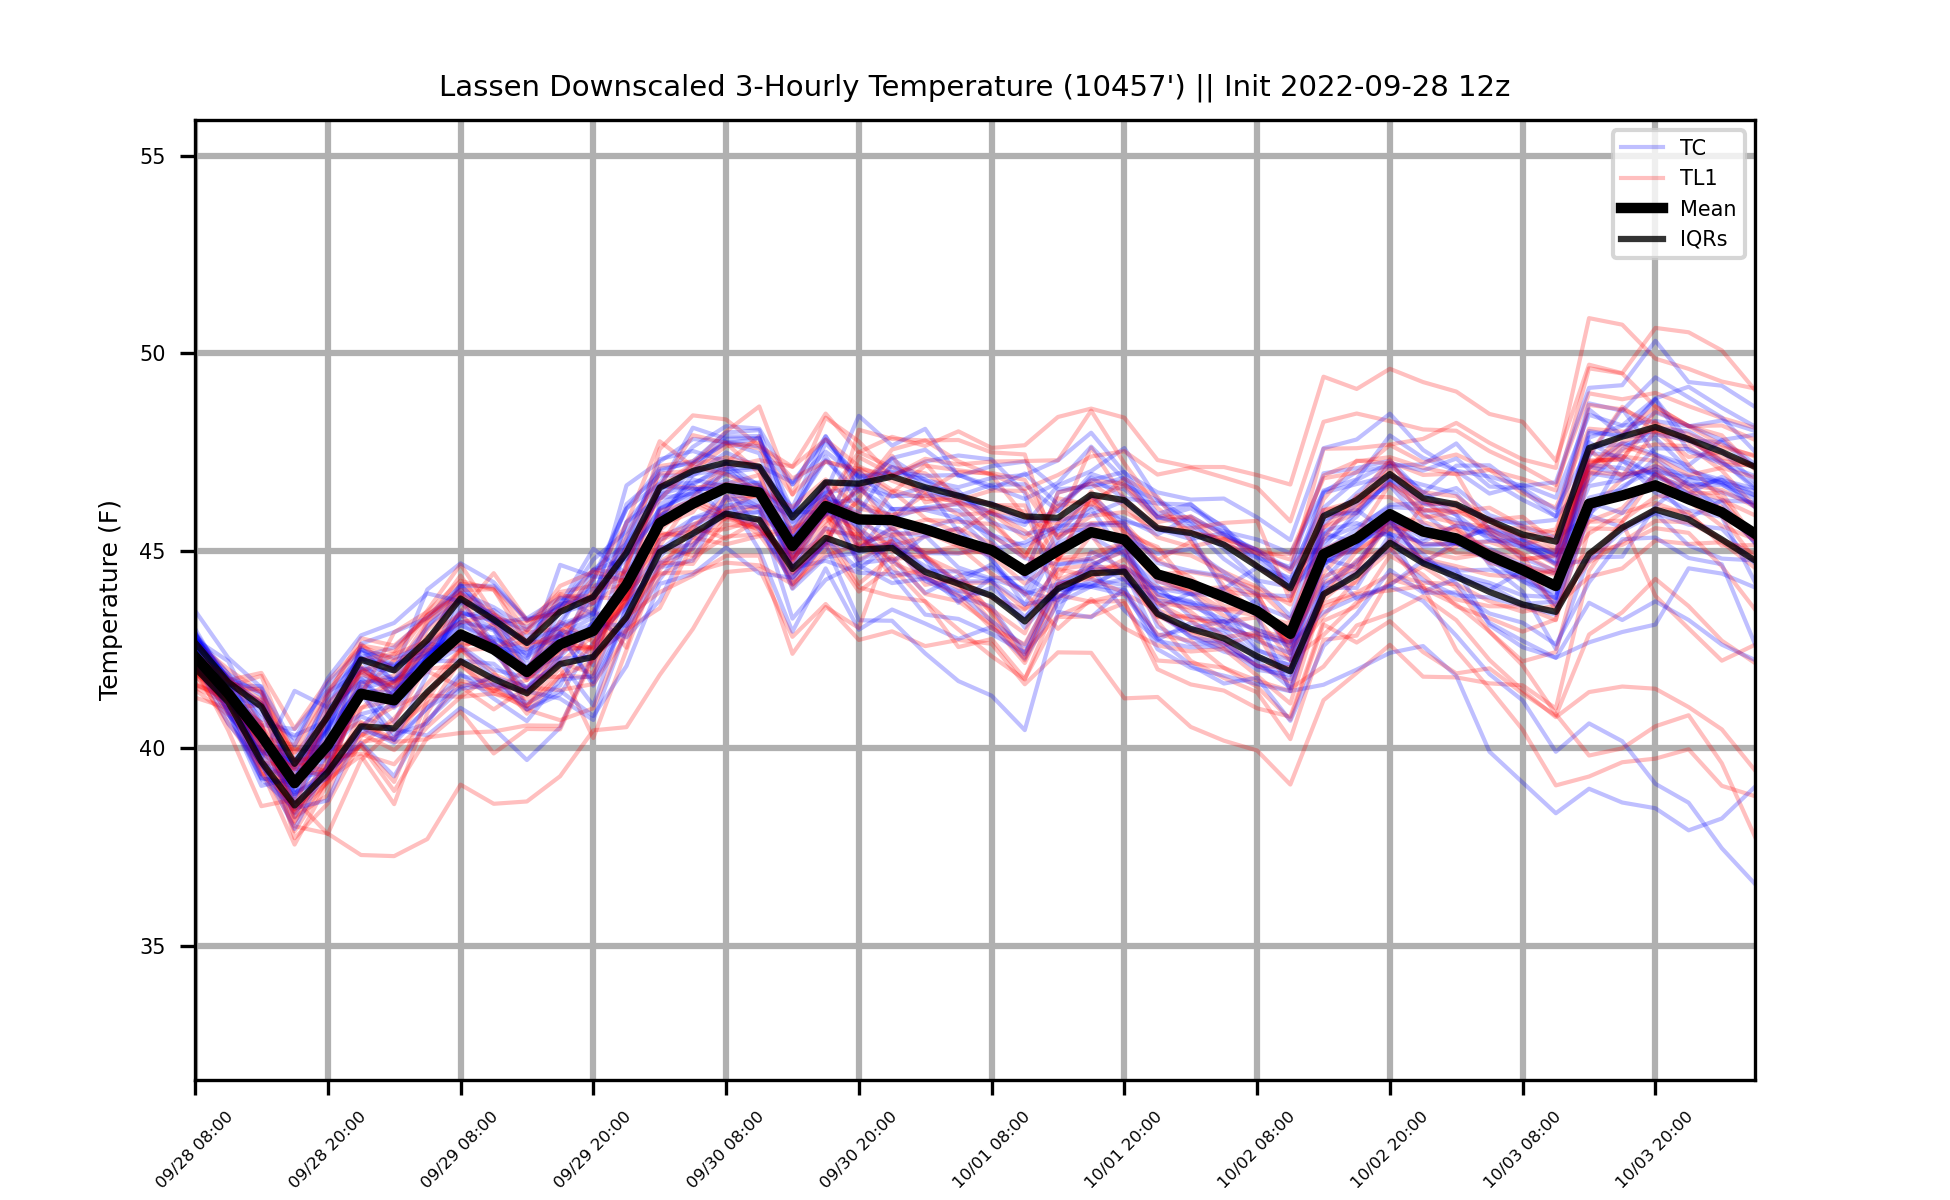 Lassen Downscaled 3-Hourly Temperature (10457') || Init 2022-09-28 12z
TC
TL1
Mean
IQRs
Temperature (F)
55
50
45
40
35
09/28 08:00
09/28 20:00
09/29 08:00
09/29 20:00
09/30 08:00
09/30 20:00
10/01 08:00
10/01 20:00
10/02 08:00
10/02 20:00
10/03 08:00
10/03 20:00